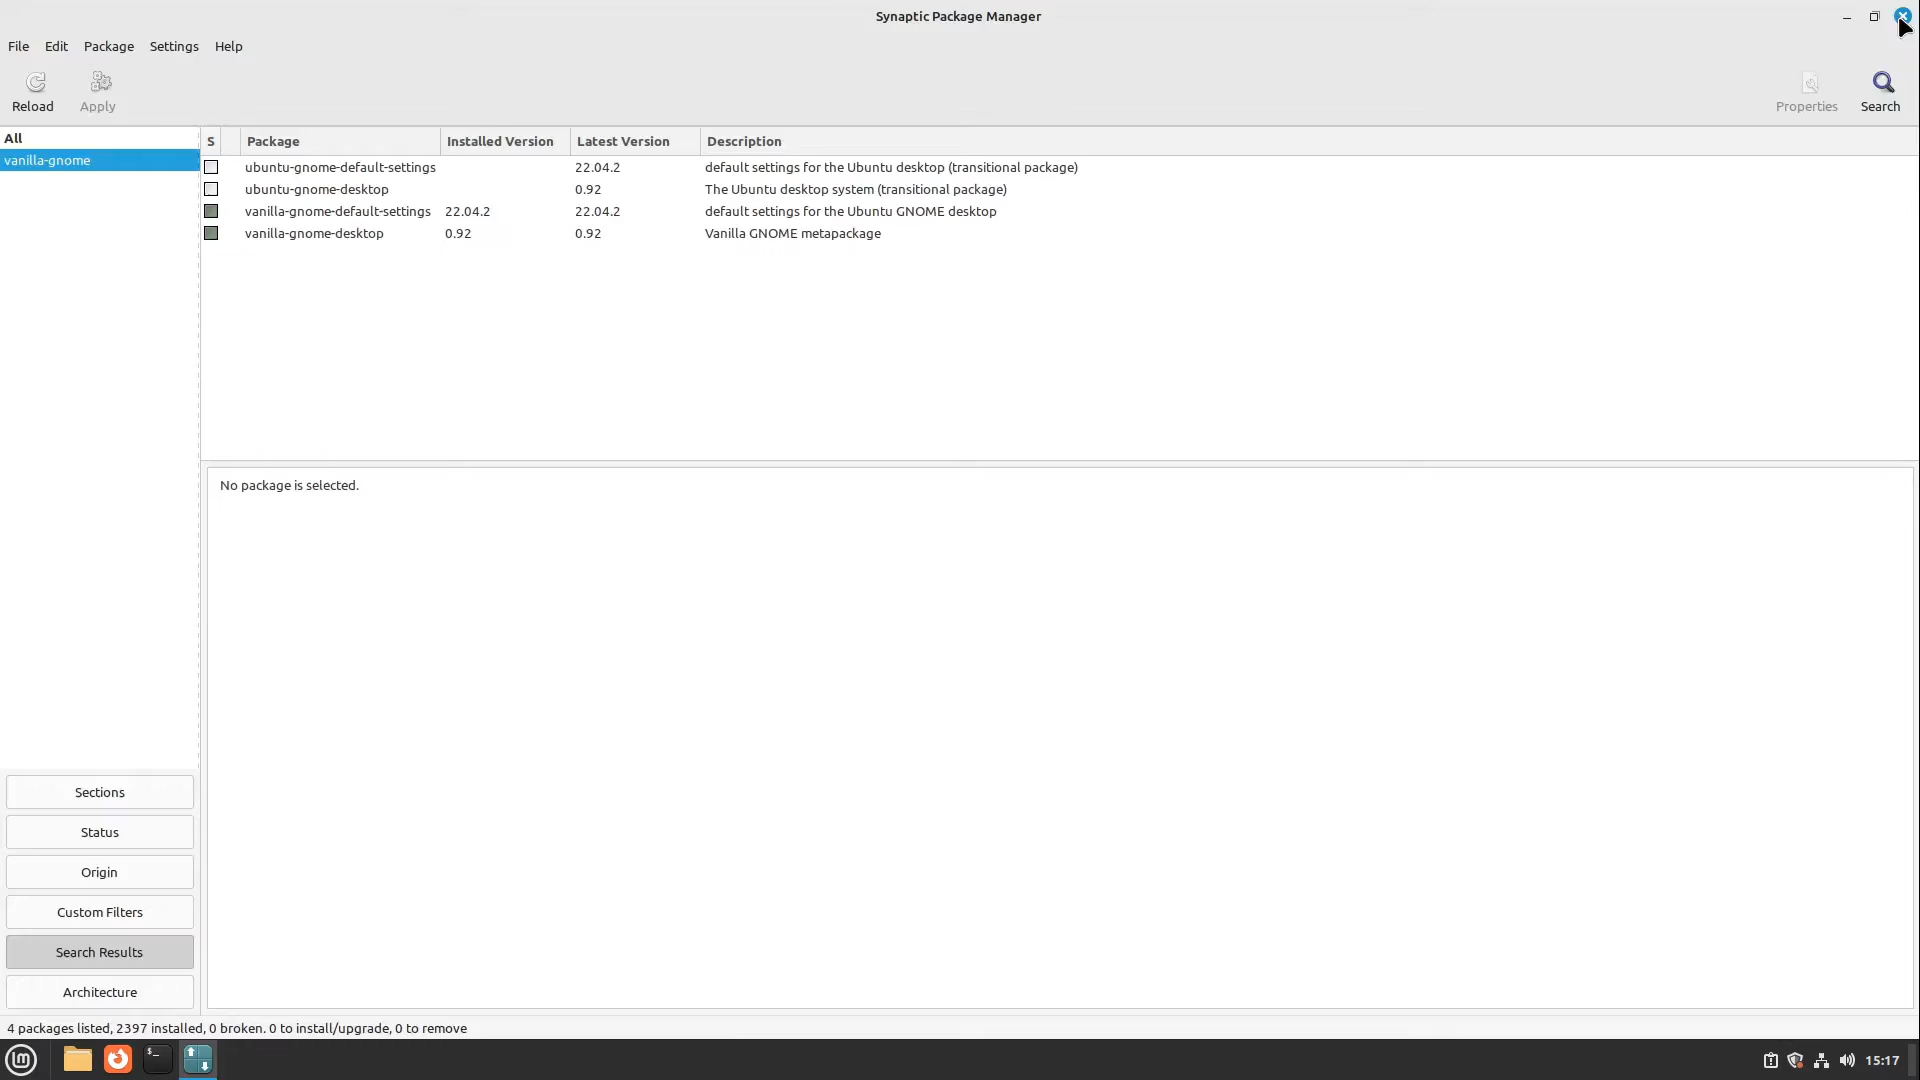 Synaptic Package Manager
File Edit Package Settings Help
Reload Apply Properties Search
All
vanilla-gnome
S Package Installed Version Latest Version Description
ubuntu-gnome-default-settings 22.04.2 default settings for the Ubuntu desktop (transitional package)
ubuntu-gnome-desktop 0.92 The Ubuntu desktop system (transitional package)
vanilla-gnome-default-settings 22.04.2 22.04.2 default settings for the Ubuntu GNOME desktop
vanilla-gnome-desktop 0.92 0.92 Vanilla GNOME metapackage
No package is selected.
Sections
Status
Origin
Custom Filters
Search Results
Architecture
4 packages listed, 2397 installed, 0 broken. 0 to install/upgrade, 0 to remove
15:17